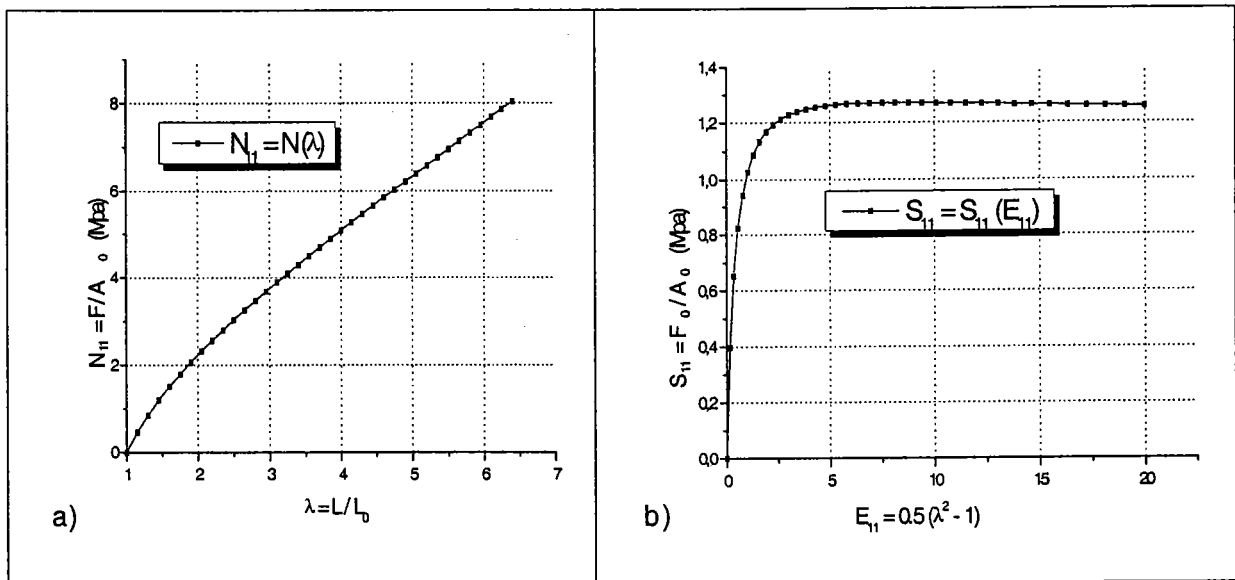 8
6
4
2
0
N₁₁ = F/A ₀ (Mpa)
N₁₁ = N(λ)
1 2 3 4 5 6 7
λ=L/L₀
a)
1,4
1,2
1,0
0,8
0,6
0,4
0,2
0,0
S₁₁ = F ₀ / A ₀ (Mpa)
S₁₁ = S₁₁ (E₁₁)
0 5 10 15 20
E₁₁ = 0.5 (λ² - 1)
b)